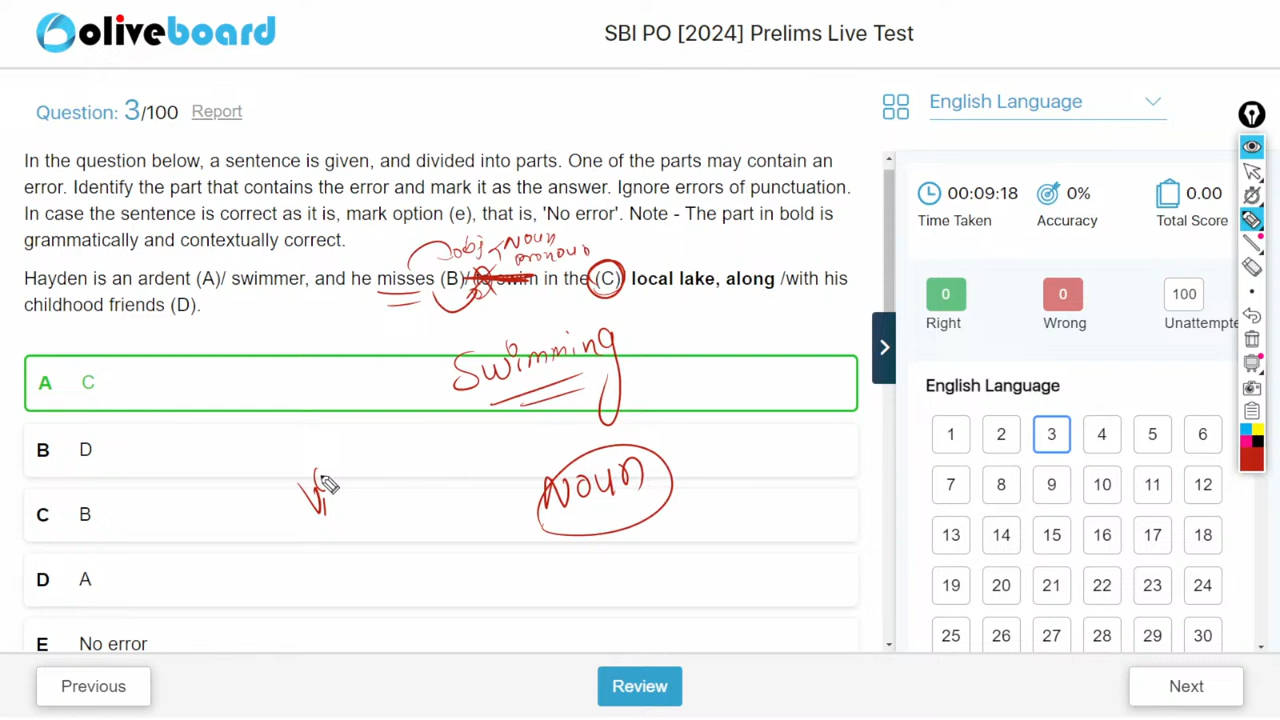 oliveboard
SBI PO [2024] Prelims Live Test
Question: 3/100 Report
English Language
In the question below, a sentence is given, and divided into parts. One of the parts may contain an
error. Identify the part that contains the error and mark it as the answer. Ignore errors of punctuation.
In case the sentence is correct as it is, mark option (e), that is, 'No error'. Note - The part in bold is
grammatically and contextually correct.
obj Noun
pronoun
Hayden is an ardent (A)/ swimmer, and he misses (B)/ to swim in the (C) local lake, along /with his
childhood friends (D).
Swimming
A C
B D
Noun
C B
D A
E No error
00:09:18
Time Taken
0%
Accuracy
0.00
Total Score
0
Right
0
Wrong
100
Unattempte
English Language
1 2 3 4 5 6
7 8 9 10 11 12
13 14 15 16 17 18
19 20 21 22 23 24
25 26 27 28 29 30
Previous
Review
Next